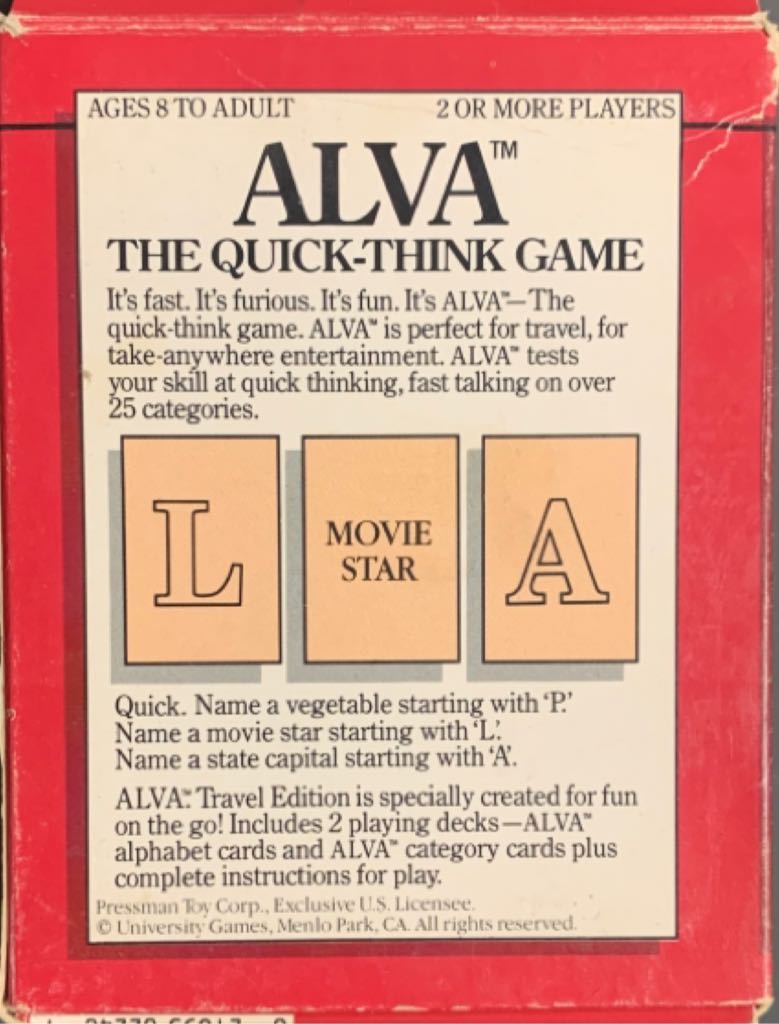 AGES 8 TO ADULT 2 OR MORE PLAYERS
ALVA™
THE QUICK-THINK GAME
It's fast. It's furious. It's fun. It's ALVA™—The
quick-think game. ALVA™ is perfect for travel, for
take-anywhere entertainment. ALVA™ tests
your skill at quick thinking, fast talking on over
25 categories.
L MOVIE STAR A
Quick. Name a vegetable starting with 'P.'
Name a movie star starting with 'L'.
Name a state capital starting with 'A'.
ALVA™ Travel Edition is specially created for fun
on the go! Includes 2 playing decks—ALVA™
alphabet cards and ALVA™ category cards plus
complete instructions for play.
Pressman Toy Corp., Exclusive U.S. Licensee.
© University Games, Menlo Park, CA. All rights reserved.